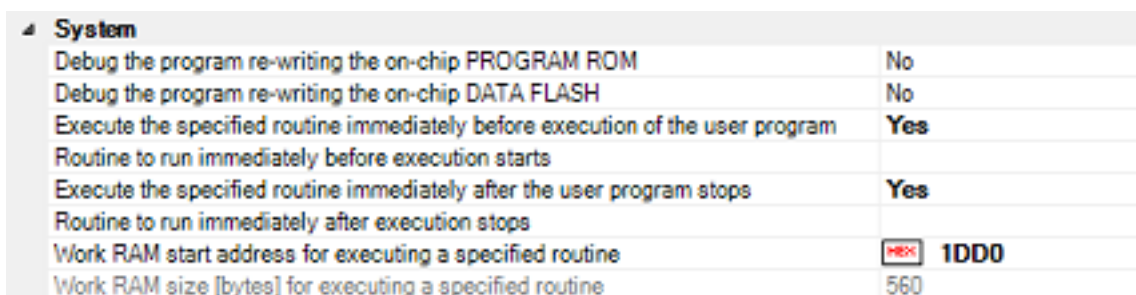 System
Debug the program re-writing the on-chip PROGRAM ROM No
Debug the program re-writing the on-chip DATA FLASH No
Execute the specified routine immediately before execution of the user program Yes
Routine to run immediately before execution starts
Execute the specified routine immediately after the user program stops Yes
Routine to run immediately after execution stops
Work RAM start address for executing a specified routine HEX 1DD0
Work RAM size [bytes] for executing a specified routine 560